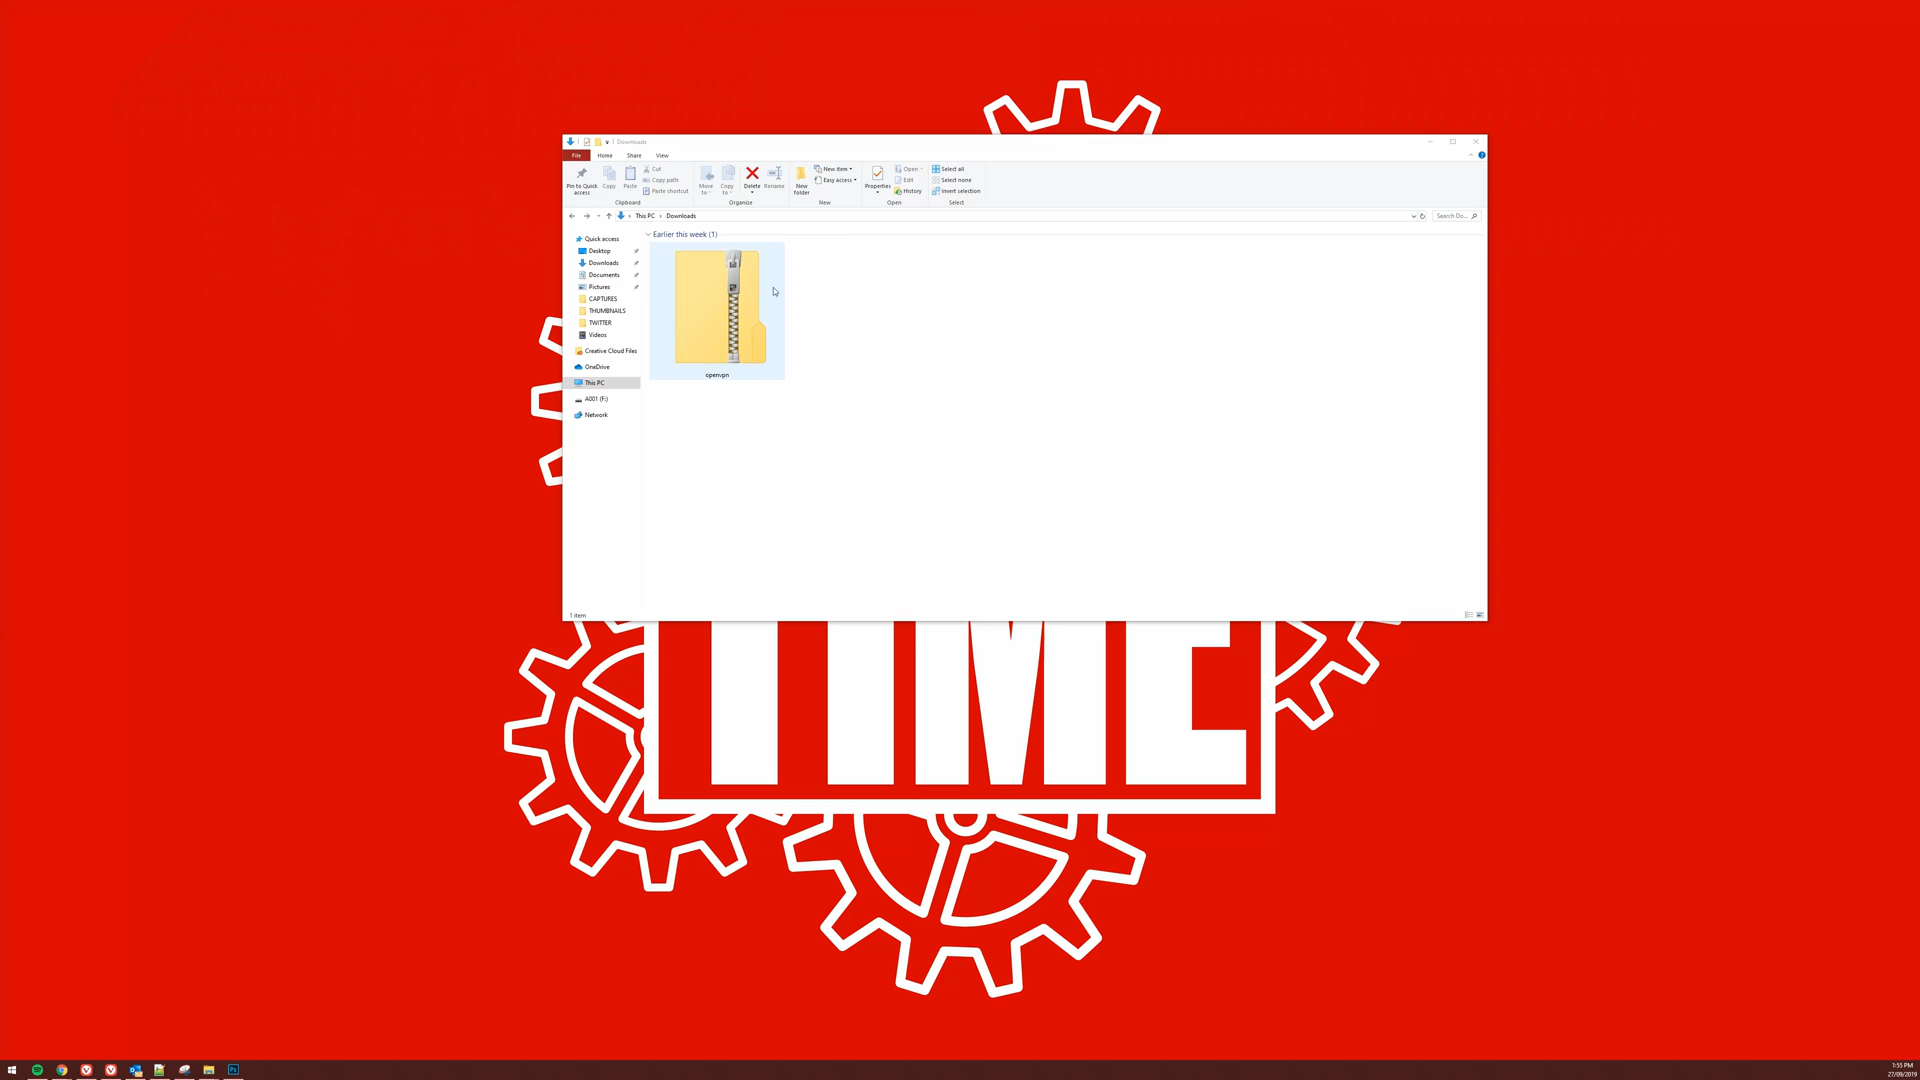 Downloads
File Home Share View
Pin to Quick access
Copy
Paste
Cut
Copy path
Paste shortcut
Clipboard
Move to
Copy to
Delete
Rename
Organize
New folder
New item
Easy access
New
Properties
Open
Edit
History
Open
Select all
Select none
Invert selection
Select
This PC Downloads
Search Do...
Earlier this week (1)
Quick access
Desktop
Downloads
Documents
Pictures
CAPTURES
THUMBNAILS
TWITTER
Videos
Creative Cloud Files
OneDrive
This PC
A001 (F:)
Network
openvpn
1 item
TIME
Ps
1:55 PM
27/09/2019